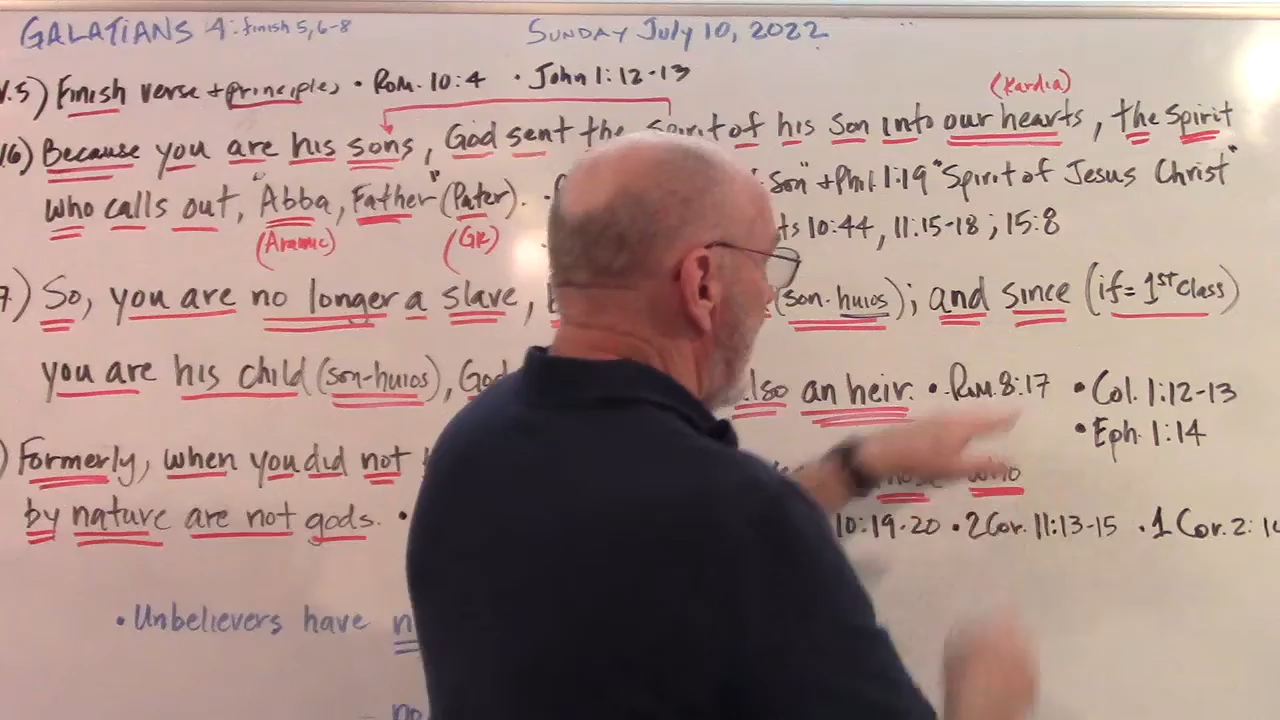 GALATIANS 4: finish 5, 6-8 SUNDAY JULY 10, 2022
V.5) Finish verse + principles • Rom. 10:4 • John 1:12-13
(Kardia)
V.6) Because you are his sons, God sent the Spirit of his Son into our hearts, the Spirit
who calls out, "Abba, Father" (Pater). • Son" + Phil. 1:19 "Spirit of Jesus Christ"
(Aramic) (GK) 10:44, 11:15-18; 15:8
7.) So, you are no longer a slave, (son-huios); and since (if = 1st class)
you are his child (son-huios), God also an heir. • Rom. 8:17 • Col. 1:12-13
• Eph. 1:14
) Formerly, when you did not those who
by nature are not gods. • 10:19-20 • 2 Cor. 11:13-15 • 1 Cor. 2:
• Unbelievers have
no